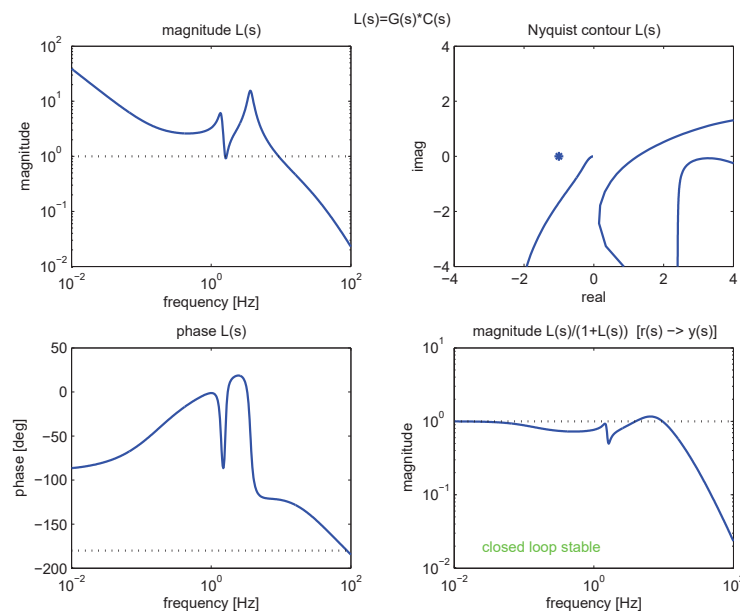 L(s)=G(s)*C(s)
magnitude L(s)
10^2
10^1
10^0
10^−1
10^−2
magnitude
10^−2
10^0
10^2
frequency [Hz]
Nyquist contour L(s)
4
2
0
−2
−4
imag
−4
−2
0
2
4
real
phase L(s)
50
0
−50
−100
−150
−200
phase [deg]
10^−2
10^0
10^2
frequency [Hz]
magnitude L(s)/(1+L(s)) [r(s) −> y(s)]
10^1
10^0
10^−1
10^−2
magnitude
closed loop stable
10^−2
10^0
frequency [Hz]